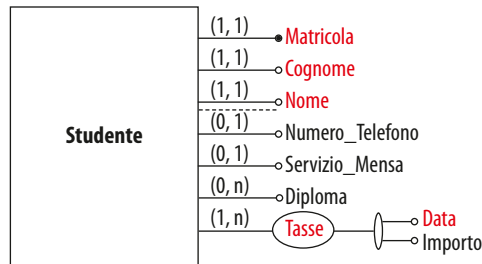 (1, 1) Matricola
(1, 1) Cognome
(1, 1) Nome
Studente
(0, 1) Numero_Telefono
(0, 1) Servizio_Mensa
(0, n) Diploma
(1, n) Tasse Data
Importo